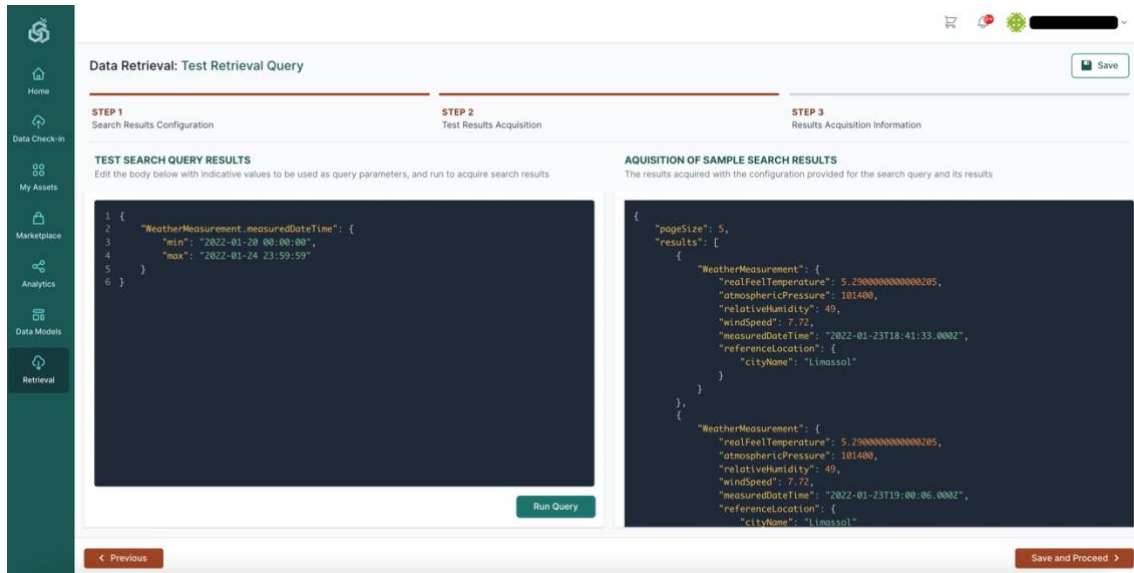 Home
Data Check-in
My Assets
Marketplace
Analytics
Data Models
Retrieval
Data Retrieval: Test Retrieval Query
Save
STEP 1
Search Results Configuration
STEP 2
Test Results Acquisition
STEP 3
Results Acquisition Information
TEST SEARCH QUERY RESULTS
Edit the body below with indicative values to be used as query parameters, and run to acquire search results
1 {
2 "WeatherMeasurement.measuredDateTime": {
3 "min": "2022-01-20 00:00:00",
4 "max": "2022-01-24 23:59:59"
5 }
6 }
Run Query
AQUISITION OF SAMPLE SEARCH RESULTS
The results acquired with the configuration provided for the search query and its results
{
"pageSize": 5,
"results": [
{
"WeatherMeasurement": {
"realFeelTemperature": 5.2900000000000205,
"atmosphericPressure": 101400,
"relativeHumidity": 49,
"windSpeed": 7.72,
"measuredDateTime": "2022-01-23T18:41:33.000Z",
"referenceLocation": {
"cityName": "Limassol"
}
}
},
{
"WeatherMeasurement": {
"realFeelTemperature": 5.2900000000000205,
"atmosphericPressure": 101400,
"relativeHumidity": 49,
"windSpeed": 7.72,
"measuredDateTime": "2022-01-23T19:00:06.000Z",
"referenceLocation": {
"cityName": "Limassol"
Previous
Save and Proceed